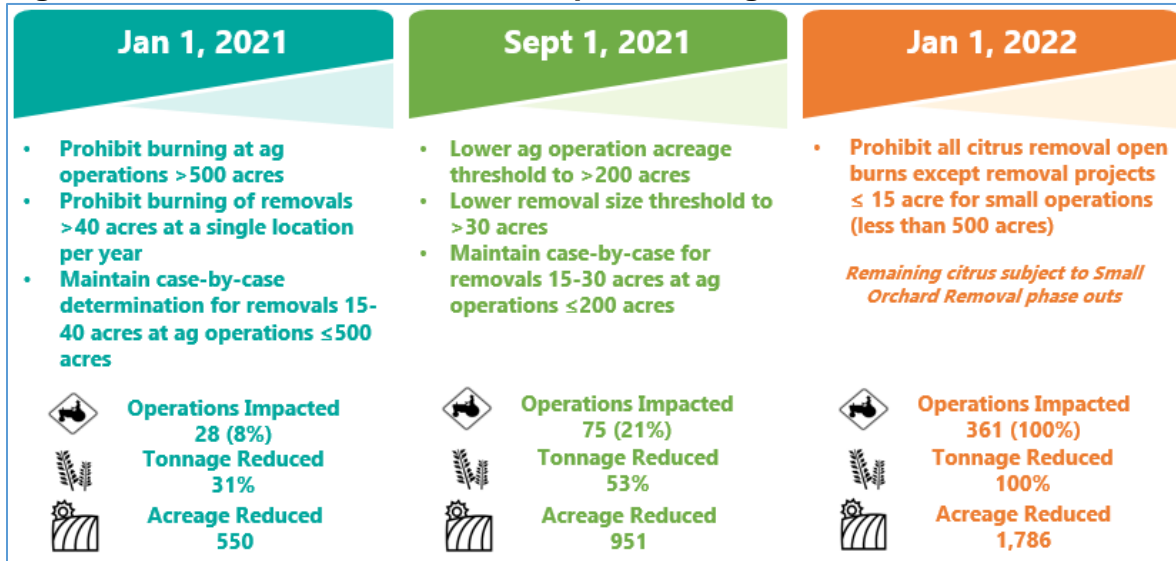 Jan 1, 2021
• Prohibit burning at ag
operations >500 acres
• Prohibit burning of removals
>40 acres at a single location
per year
• Maintain case-by-case
determination for removals 15-
40 acres at ag operations ≤500
acres
Operations Impacted
28 (8%)
Tonnage Reduced
31%
Acreage Reduced
550
Sept 1, 2021
• Lower ag operation acreage
threshold to >200 acres
• Lower removal size threshold to
>30 acres
• Maintain case-by-case for
removals 15-30 acres at ag
operations ≤200 acres
Operations Impacted
75 (21%)
Tonnage Reduced
53%
Acreage Reduced
951
Jan 1, 2022
• Prohibit all citrus removal open
burns except removal projects
≤ 15 acre for small operations
(less than 500 acres)
Remaining citrus subject to Small
Orchard Removal phase outs
Operations Impacted
361 (100%)
Tonnage Reduced
100%
Acreage Reduced
1,786